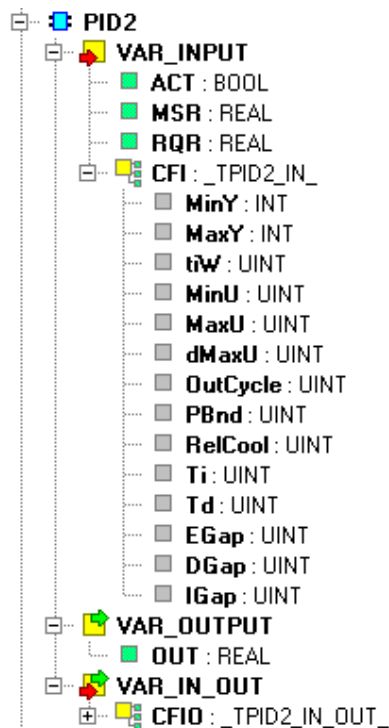 PID2
VAR_INPUT
ACT : BOOL
MSR : REAL
RQR : REAL
CFI : _TPID2_IN_
MinY : INT
MaxY : INT
tiW : UINT
MinU : UINT
MaxU : UINT
dMaxU : UINT
OutCycle : UINT
PBnd : UINT
RelCool : UINT
Ti : UINT
Td : UINT
EGap : UINT
DGap : UINT
IGap : UINT
VAR_OUTPUT
OUT : REAL
VAR_IN_OUT
CFIO : _TPID2_IN_OUT_